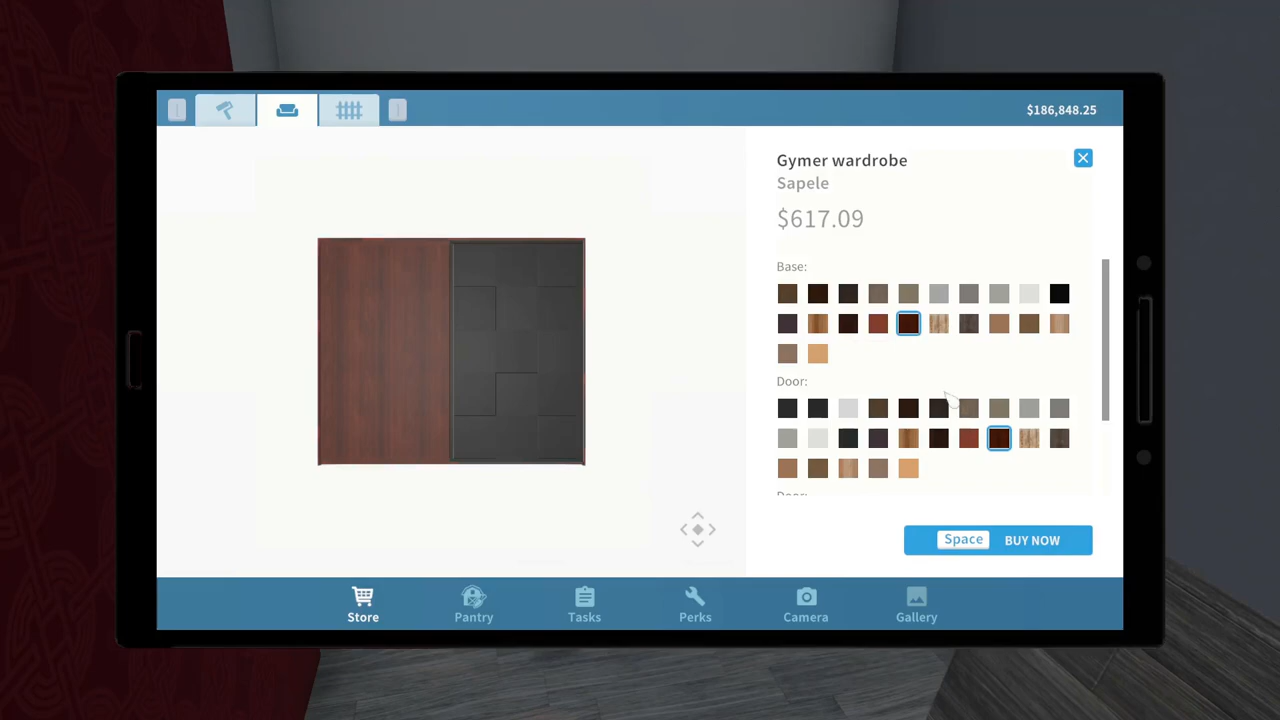 $186,848.25
Gymer wardrobe
Sapele
$617.09
Base:
Door:
Space BUY NOW
Store
Pantry
Tasks
Perks
Camera
Gallery